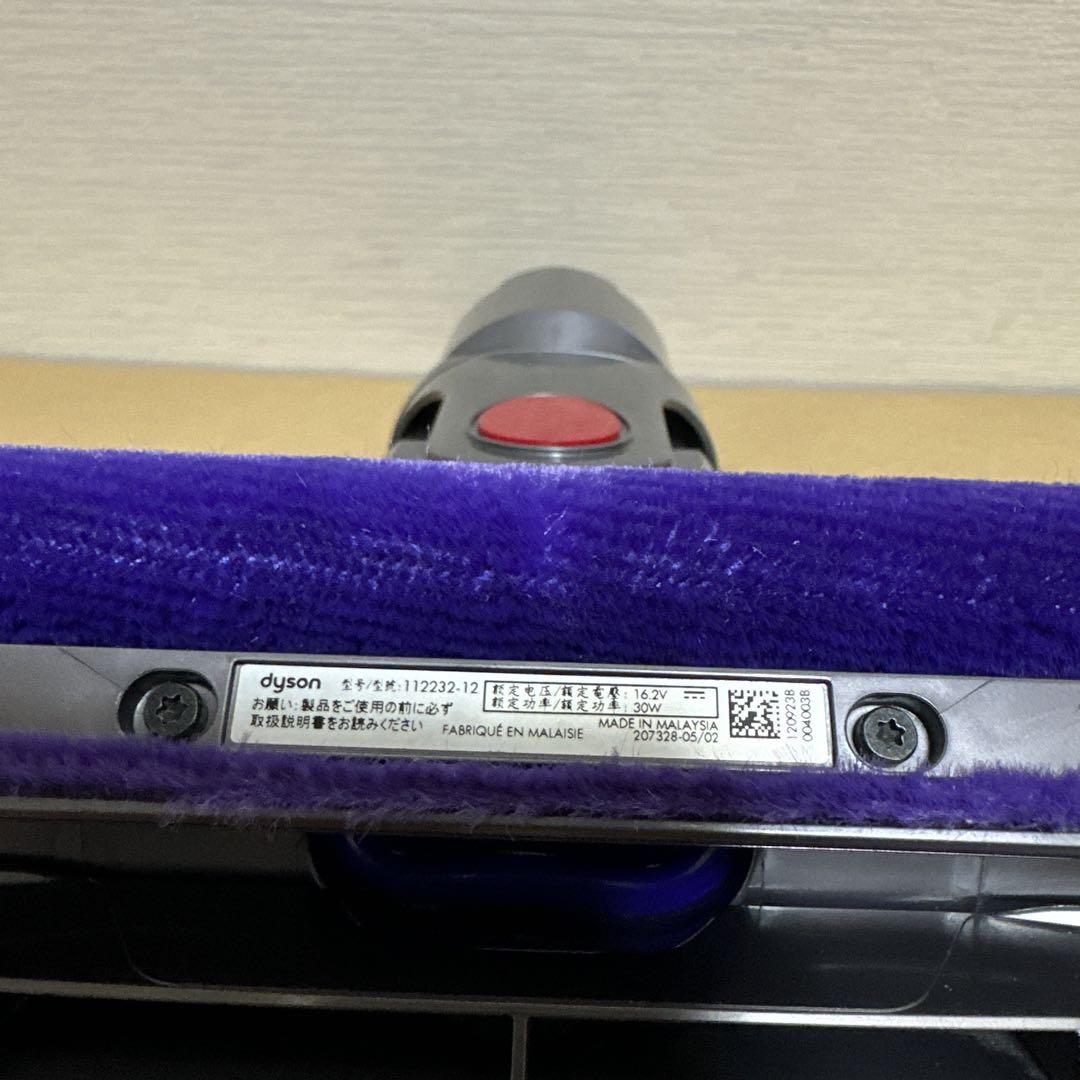 dyson 型号/型號:112232-12
额定电压/額定電壓: 16.2V
额定功率/額定功率: 30W
お願い:製品をご使用の前に必ず
取扱説明書をお読みください
FABRIQUÉ EN MALAISIE
MADE IN MALAYSIA
207328-05/02
1209238
0040038